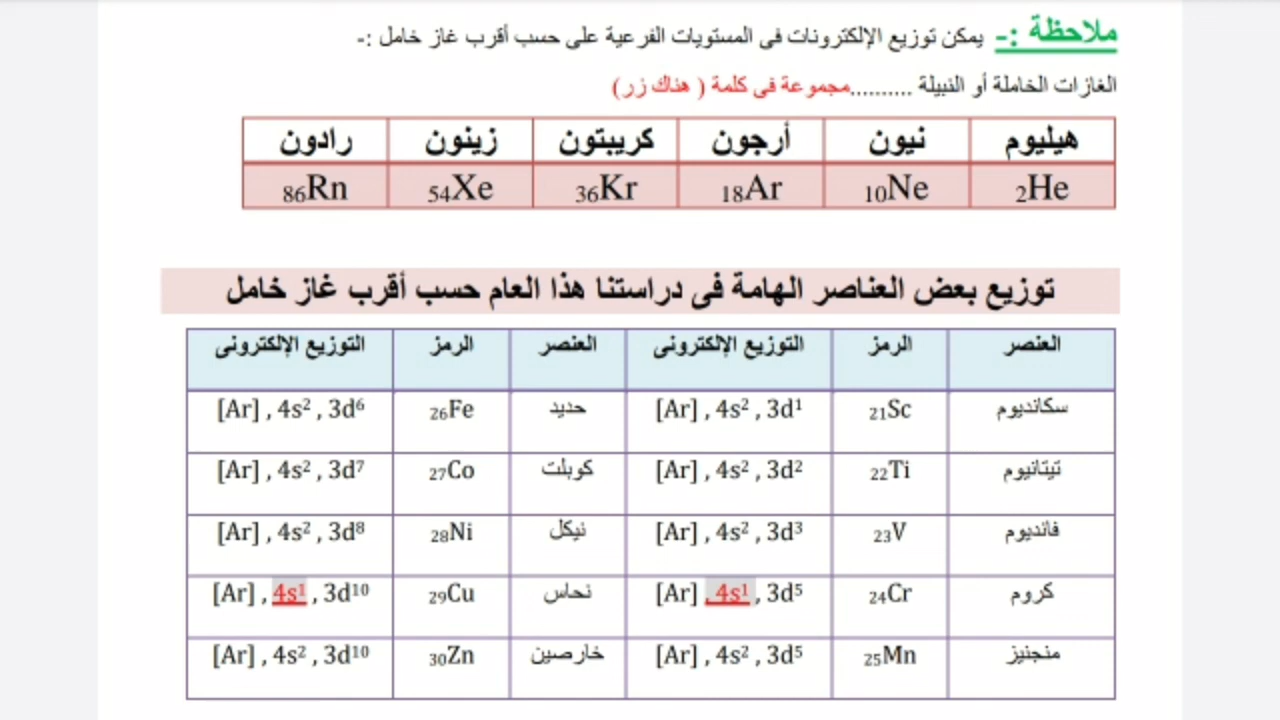 ملاحظة :- يمكن توزيع الإلكترونات فى المستويات الفرعية على حسب أقرب غاز خامل :-
الغازات الخاملة أو النبيلة ..........مجموعة فى كلمة ( هناك زر)
هيليوم نيون أرجون كريبتون زينون رادون
₂He ₁₀Ne ₁₈Ar ₃₆Kr ₅₄Xe ₈₆Rn
توزيع بعض العناصر الهامة فى دراستنا هذا العام حسب أقرب غاز خامل
العنصر الرمز التوزيع الإلكترونى العنصر الرمز التوزيع الإلكترونى
سكانديوم ₂₁Sc [Ar] , 4s² , 3d¹ حديد ₂₆Fe [Ar] , 4s² , 3d⁶
تيتانيوم ₂₂Ti [Ar] , 4s² , 3d² كوبلت ₂₇Co [Ar] , 4s² , 3d⁷
فانديوم ₂₃V [Ar] , 4s² , 3d³ نيكل ₂₈Ni [Ar] , 4s² , 3d⁸
كروم ₂₄Cr [Ar] , 4s¹ , 3d⁵ نحاس ₂₉Cu [Ar] , 4s¹ , 3d¹⁰
منجنيز ₂₅Mn [Ar] , 4s² , 3d⁵ خارصين ₃₀Zn [Ar] , 4s² , 3d¹⁰